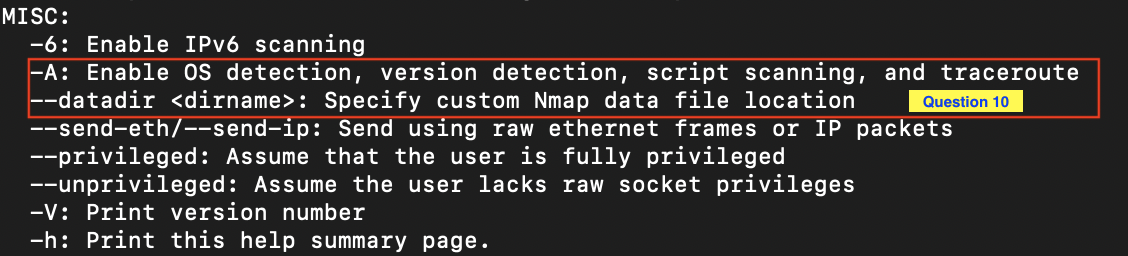 MISC:
-6: Enable IPv6 scanning
-A: Enable OS detection, version detection, script scanning, and traceroute
--datadir <dirname>: Specify custom Nmap data file location Question 10
--send-eth/--send-ip: Send using raw ethernet frames or IP packets
--privileged: Assume that the user is fully privileged
--unprivileged: Assume the user lacks raw socket privileges
-V: Print version number
-h: Print this help summary page.